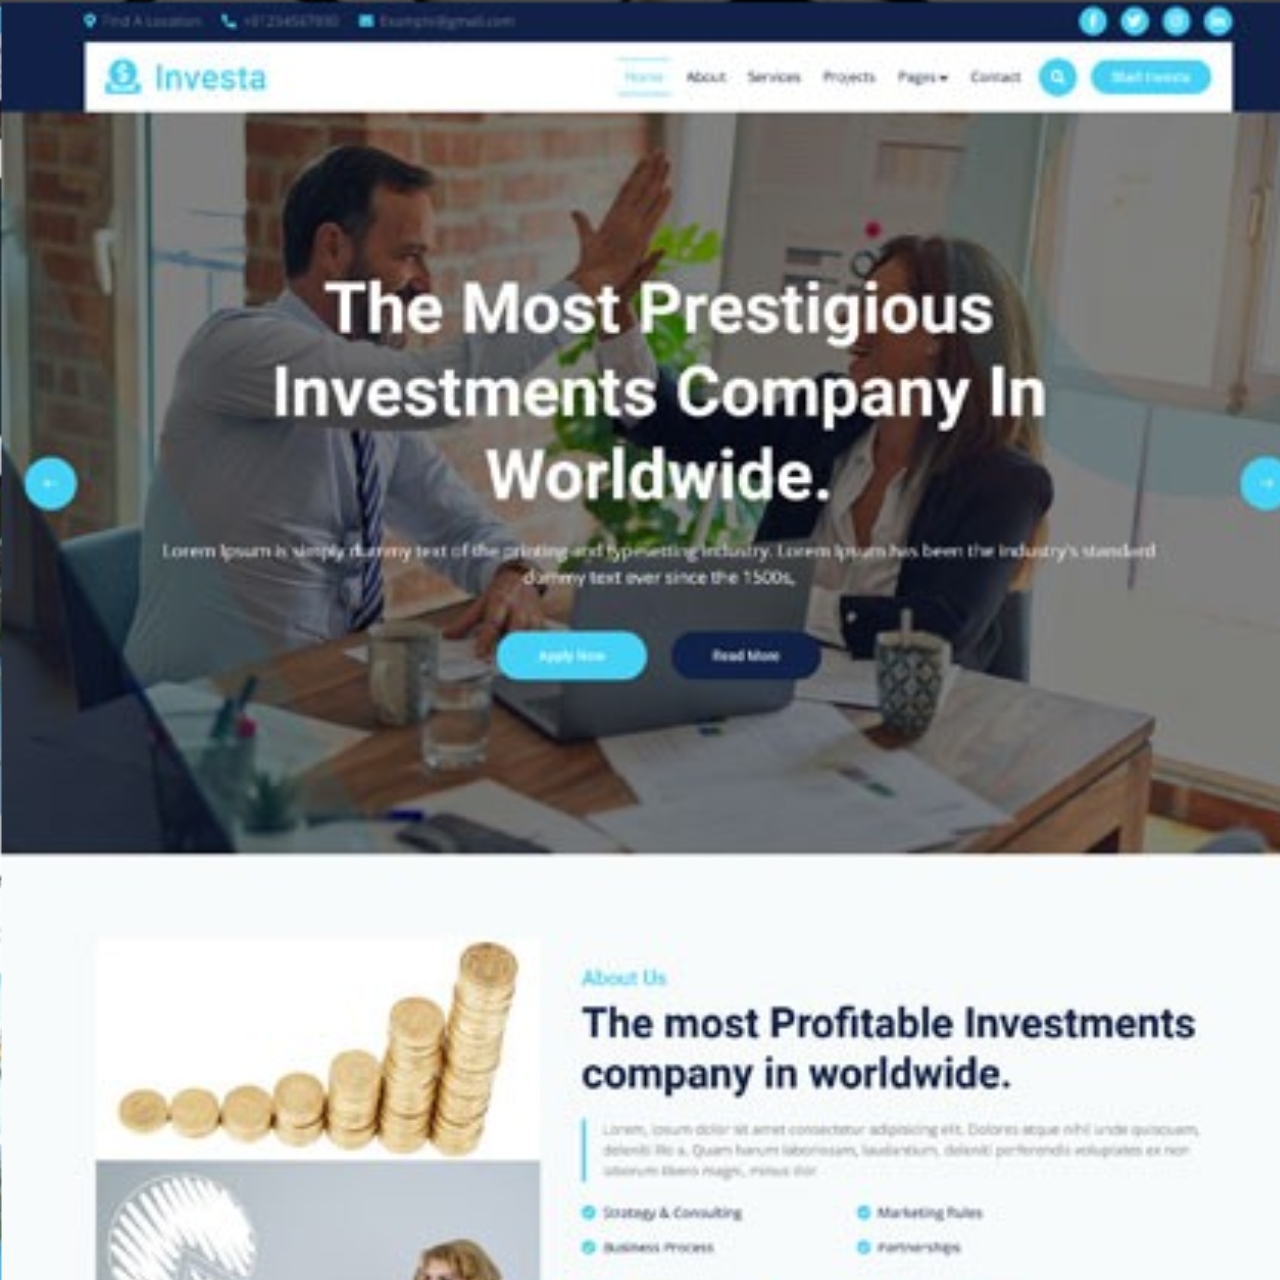 Find A Location +01234567890 Example@gmail.com
Investa Home About Services Projects Pages Contact Start Investa
The Most Prestigious
Investments Company In
Worldwide.
Lorem Ipsum is simply dummy text of the printing and typesetting industry. Lorem Ipsum has been the industry's standard
dummy text ever since the 1500s,
Apply Now Read More
About Us
The most Profitable Investments
company in worldwide.
Lorem, ipsum dolor sit amet consectetur adipisicing elit. Dolores atque nihil unde quisquam,
deleniti illo a. Quam harum laboriosam, laudantium, deleniti perferendis voluptates ex non
laborum libero magni, minus dolor
Strategy & Consulting Marketing Rules
Business Process Partnerships